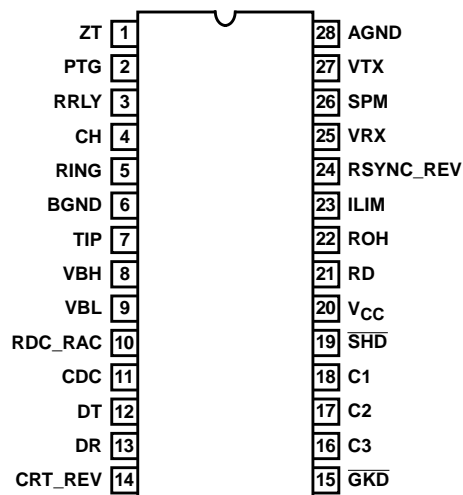 ZT 1 28 AGND
PTG 2 27 VTX
RRLY 3 26 SPM
CH 4 25 VRX
RING 5 24 RSYNC_REV
BGND 6 23 ILIM
TIP 7 22 ROH
VBH 8 21 RD
VBL 9 20 VCC
RDC_RAC 10 19 SHD
CDC 11 18 C1
DT 12 17 C2
DR 13 16 C3
CRT_REV 14 15 GKD